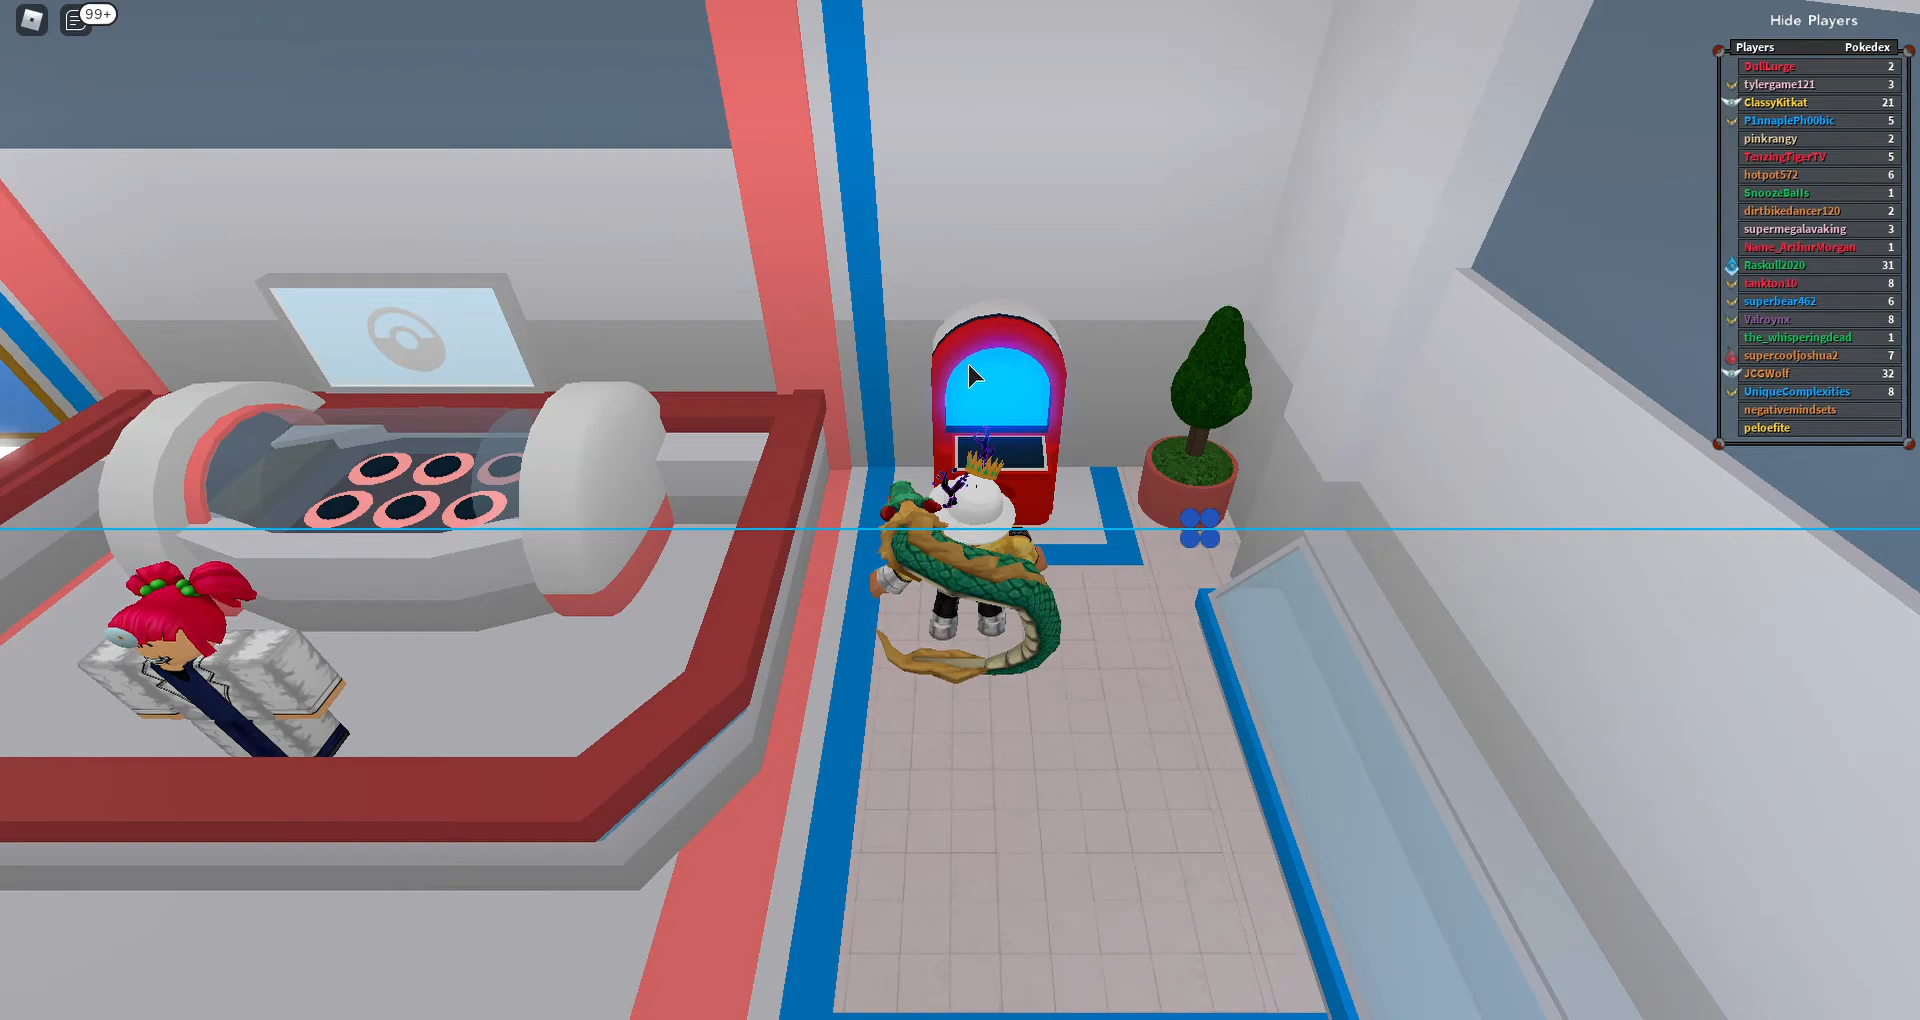 99+
Hide Players
Players Pokedex
DullLurge 2
tylergame121 3
ClassyKitkat 21
P1nnaplePh00bic 5
pinkrangy 2
TenzingTigerTV 5
hotpot572 6
SnoozeBalls 1
dirtbikedancer120 2
supermegalavaking 3
Name_ArthurMorgan 1
Raskull2020 31
tankton10 8
superbear462 6
Valroynx 8
the_whisperingdead 1
supercooljoshua2 7
JCGWolf 32
UniqueComplexities 8
negativemindsets
peloefite